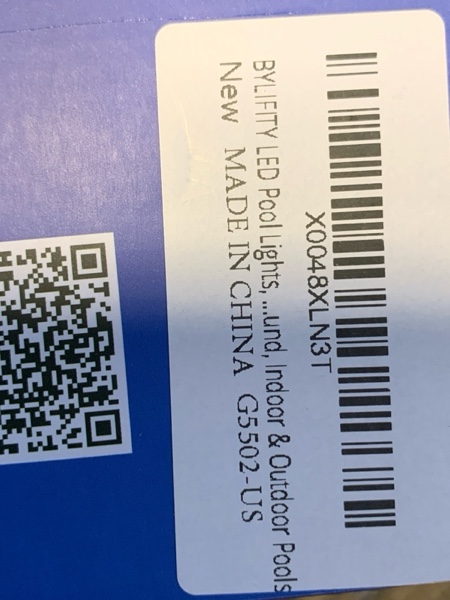 X0048XLN3T
BYLIFITY LED Pool Lights, ...und, Indoor & Outdoor Pools
New MADE IN CHINA G5502-US